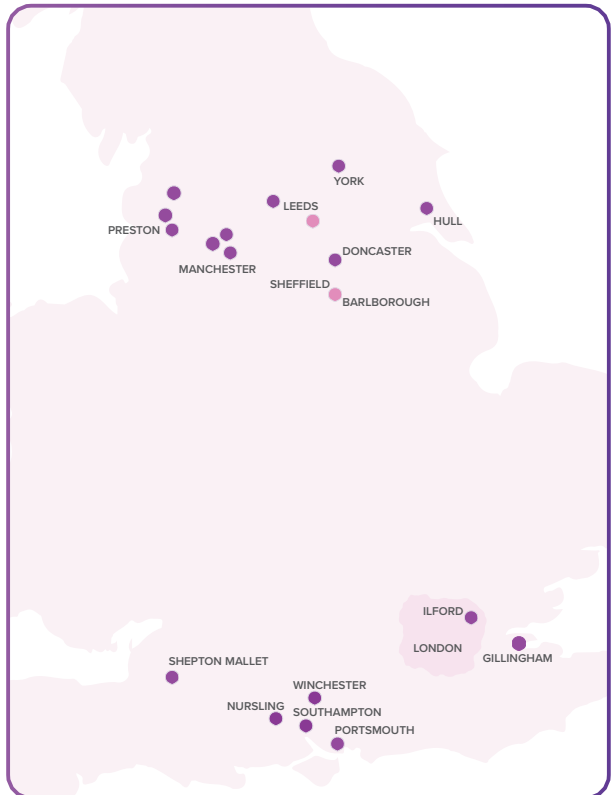 YORK
LEEDS
HULL
PRESTON
DONCASTER
MANCHESTER
SHEFFIELD
BARLBOROUGH
ILFORD
LONDON
GILLINGHAM
SHEPTON MALLET
WINCHESTER
NURSLING
SOUTHAMPTON
PORTSMOUTH